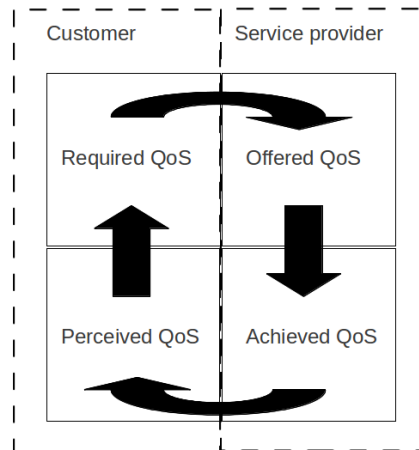 Customer
Service provider
Required QoS
Offered QoS
Perceived QoS
Achieved QoS